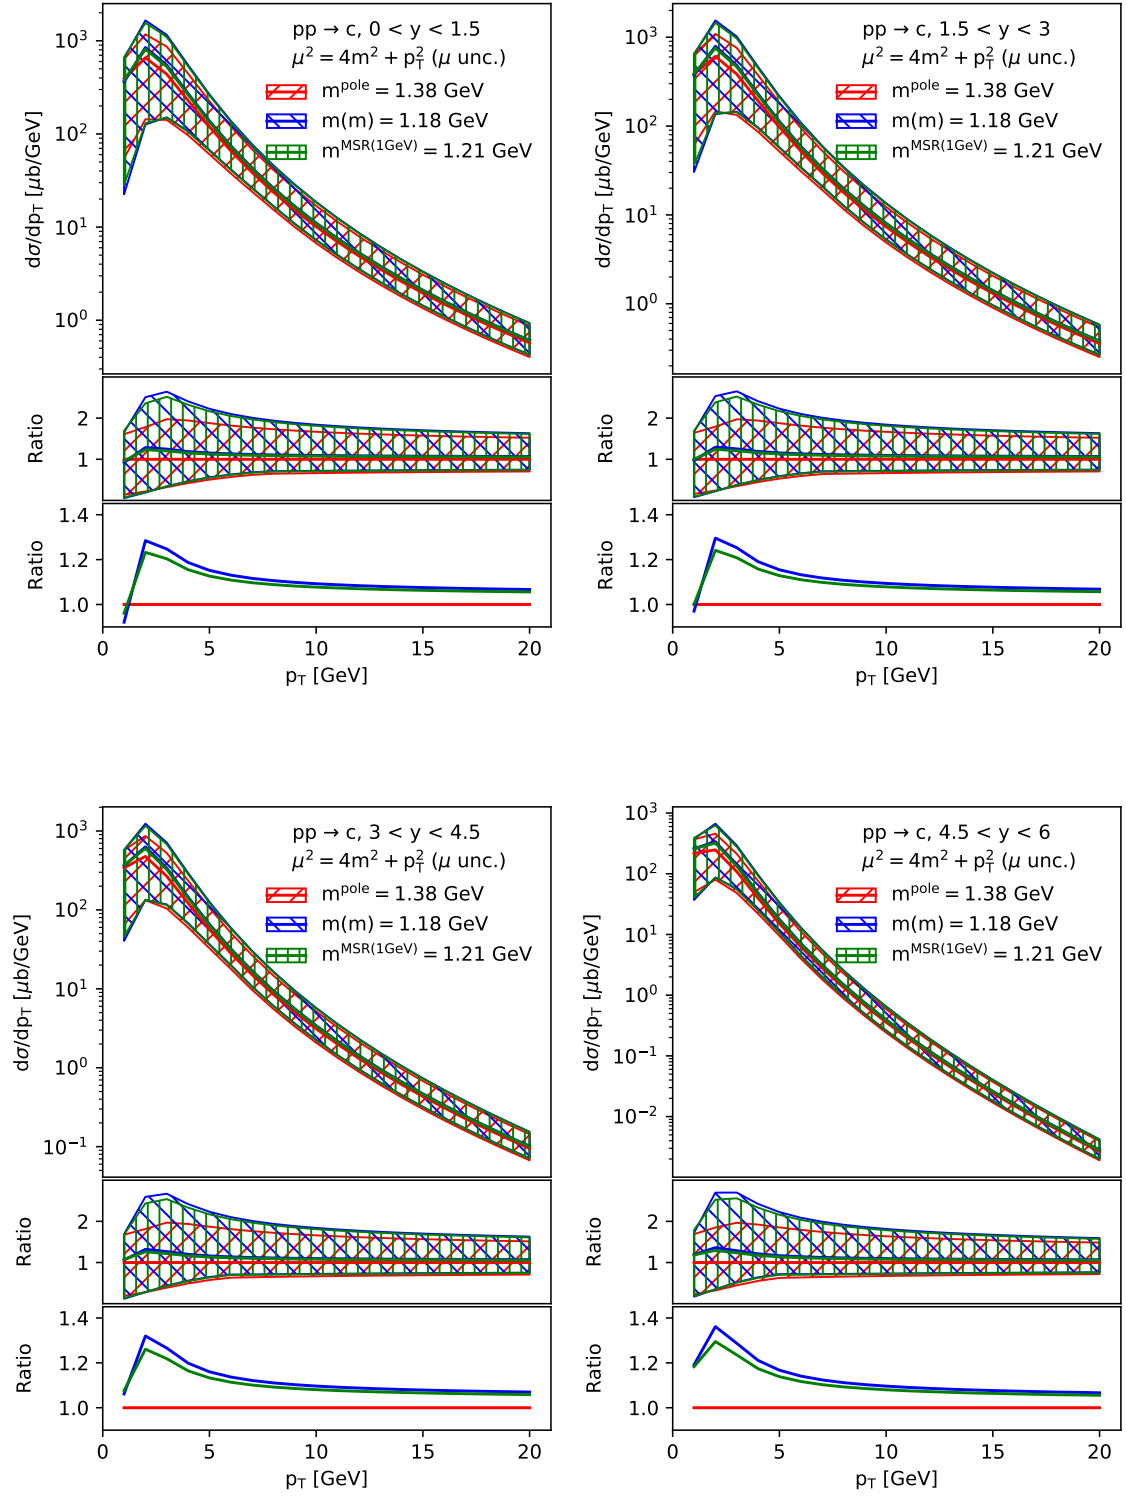 pp → c, 0 < y < 1.5
μ² = 4m² + p_T² (μ unc.)
m^pole = 1.38 GeV
m(m) = 1.18 GeV
m^MSR(1GeV) = 1.21 GeV
dσ/dp_T [μb/GeV]
10³
10²
10¹
10⁰
Ratio
2
1
Ratio
1.4
1.2
1.0
0 5 10 15 20
p_T [GeV]
pp → c, 1.5 < y < 3
μ² = 4m² + p_T² (μ unc.)
m^pole = 1.38 GeV
m(m) = 1.18 GeV
m^MSR(1GeV) = 1.21 GeV
dσ/dp_T [μb/GeV]
10³
10²
10¹
10⁰
Ratio
2
1
Ratio
1.4
1.2
1.0
0 5 10 15 20
p_T [GeV]
pp → c, 3 < y < 4.5
μ² = 4m² + p_T² (μ unc.)
m^pole = 1.38 GeV
m(m) = 1.18 GeV
m^MSR(1GeV) = 1.21 GeV
dσ/dp_T [μb/GeV]
10³
10²
10¹
10⁰
10⁻¹
Ratio
2
1
Ratio
1.4
1.2
1.0
0 5 10 15 20
p_T [GeV]
pp → c, 4.5 < y < 6
μ² = 4m² + p_T² (μ unc.)
m^pole = 1.38 GeV
m(m) = 1.18 GeV
m^MSR(1GeV) = 1.21 GeV
dσ/dp_T [μb/GeV]
10³
10²
10¹
10⁰
10⁻¹
10⁻²
Ratio
2
1
Ratio
1.4
1.2
1.0
0 5 10 15 20
p_T [GeV]